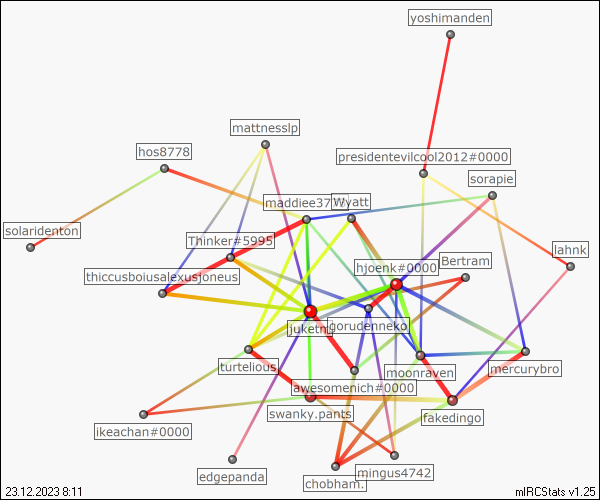 yoshimanden
mattnesslp
hos8778
presidentevilcool2012#0000
sorapie
maddiee37
Wyatt
solaridenton
Thinker#5995
lahnk
Bertram
hjoenk#0000
thiccusboiusalexusjoneus
juketh
gorudenneko
turtelious
moonraven
mercurybro
awesomenich#0000
swanky.pants
fakedingo
ikeachan#0000
edgepanda
mingus4742
chobham.
23.12.2023 8:11
mIRCStats v1.25